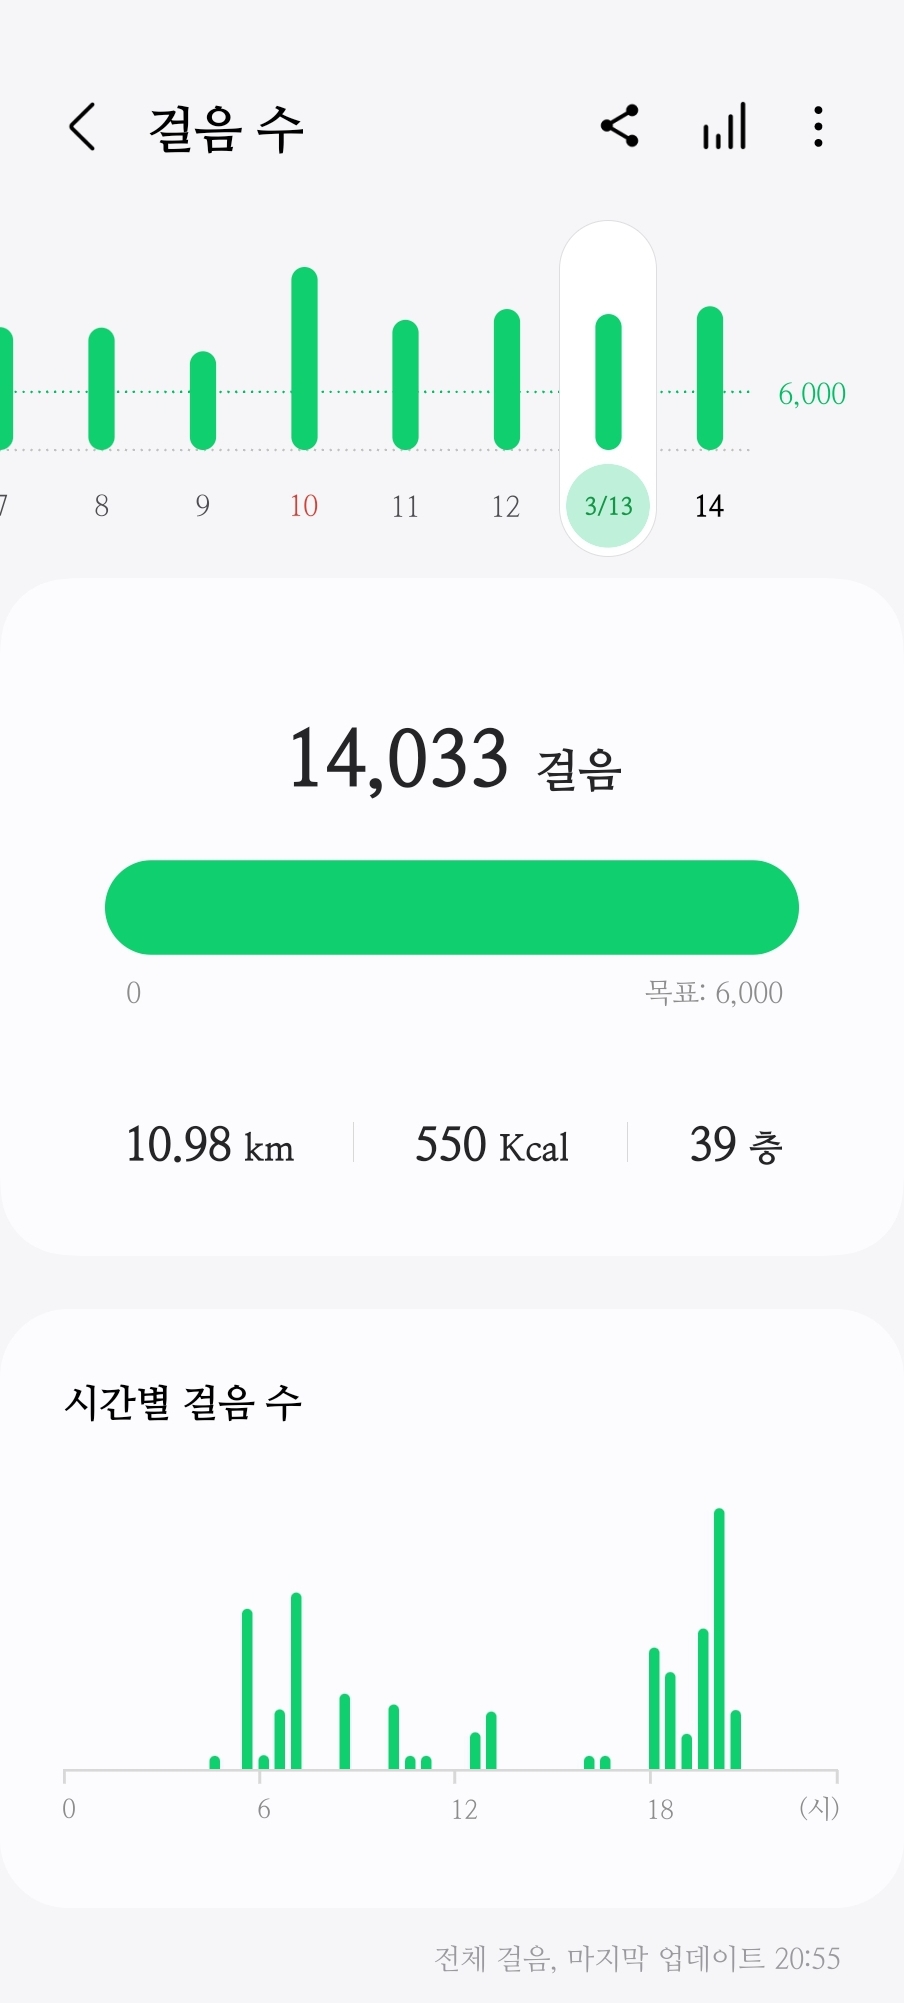 걸음 수
6,000
7 8 9 10 11 12 3/13 14
14,033 걸음
0 목표: 6,000
10.98 km 550 Kcal 39 층
시간별 걸음 수
0 6 12 18 (시)
전체 걸음, 마지막 업데이트 20:55